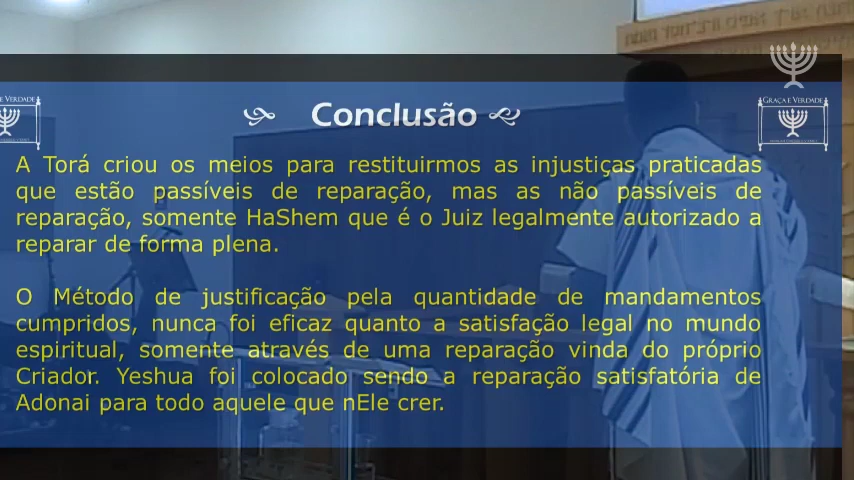 Conclusão
E VERDADE
GRAÇA E VERDADE
A Torá criou os meios para restituirmos as injustiças praticadas
que estão passíveis de reparação, mas as não passíveis de
reparação, somente HaShem que é o Juiz legalmente autorizado a
reparar de forma plena.
O Método de justificação pela quantidade de mandamentos
cumpridos, nunca foi eficaz quanto a satisfação legal no mundo
espiritual, somente através de uma reparação vinda do próprio
Criador. Yeshua foi colocado sendo a reparação satisfatória de
Adonai para todo aquele que nEle crer.